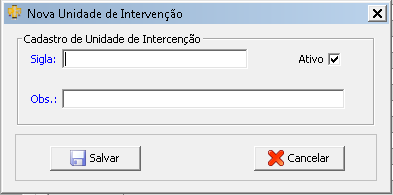 Nova Unidade de Intervenção
Cadastro de Unidade de Intercenção
Sigla: Ativo
Obs.:
Salvar Cancelar